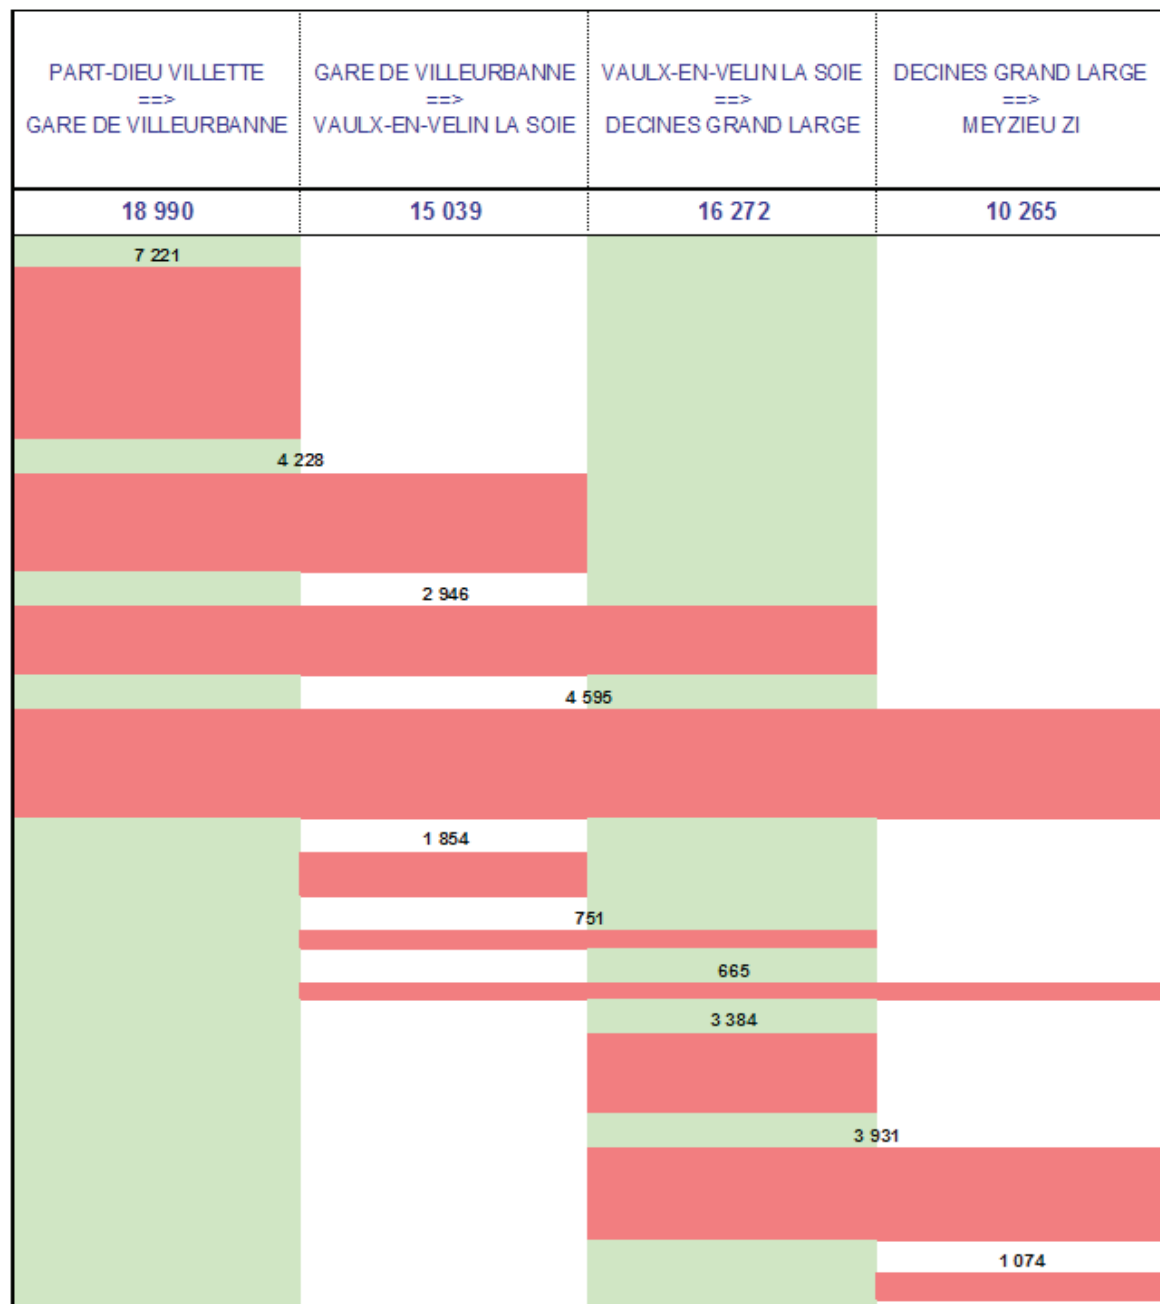 PART-DIEU VILLETTE
==>
GARE DE VILLEURBANNE
GARE DE VILLEURBANNE
==>
VAULX-EN-VELIN LA SOIE
VAULX-EN-VELIN LA SOIE
==>
DECINES GRAND LARGE
DECINES GRAND LARGE
==>
MEYZIEU ZI
18 990
15 039
16 272
10 265
7 221
4 228
2 946
4 595
1 854
751
665
3 384
3 931
1 074